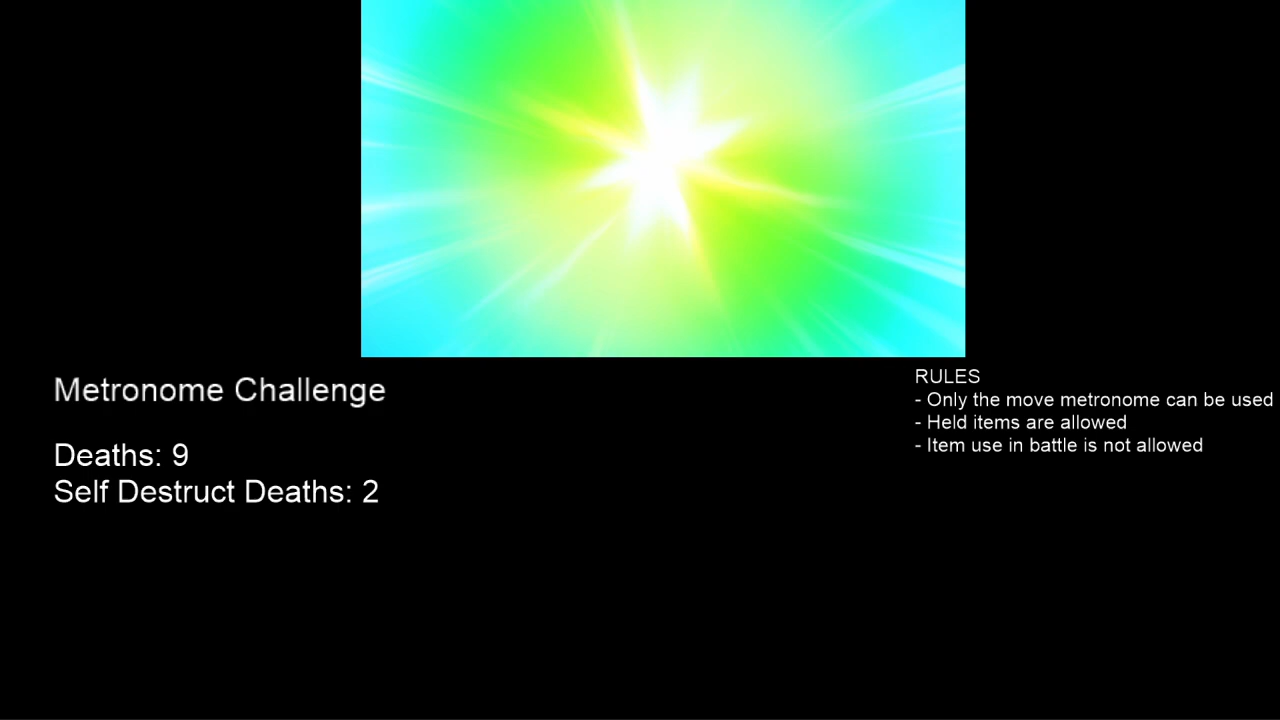 Metronome Challenge
Deaths: 9
Self Destruct Deaths: 2
RULES
- Only the move metronome can be used
- Held items are allowed
- Item use in battle is not allowed